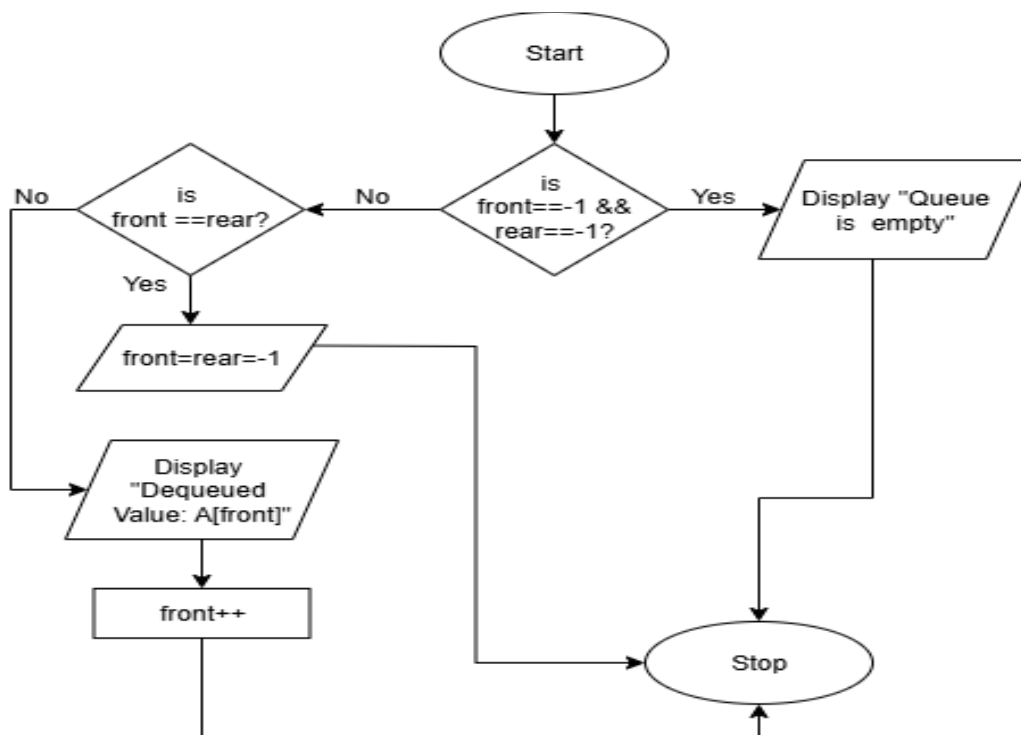 Start
is
front==-1 &&
rear==-1?
Yes
Display "Queue
is empty"
No
is
front ==rear?
No
Yes
front=rear=-1
Display
"Dequeued
Value: A[front]"
front++
Stop